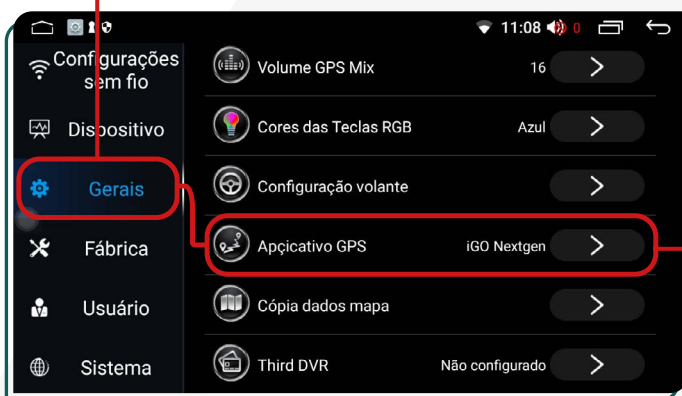 11:08 0
Configurações
sem fio
Dispositivo
Gerais
Fábrica
Usuário
Sistema
Volume GPS Mix 16
Cores das Teclas RGB Azul
Configuração volante
Apçicativo GPS iGO Nextgen
Cópia dados mapa
Third DVR Não configurado